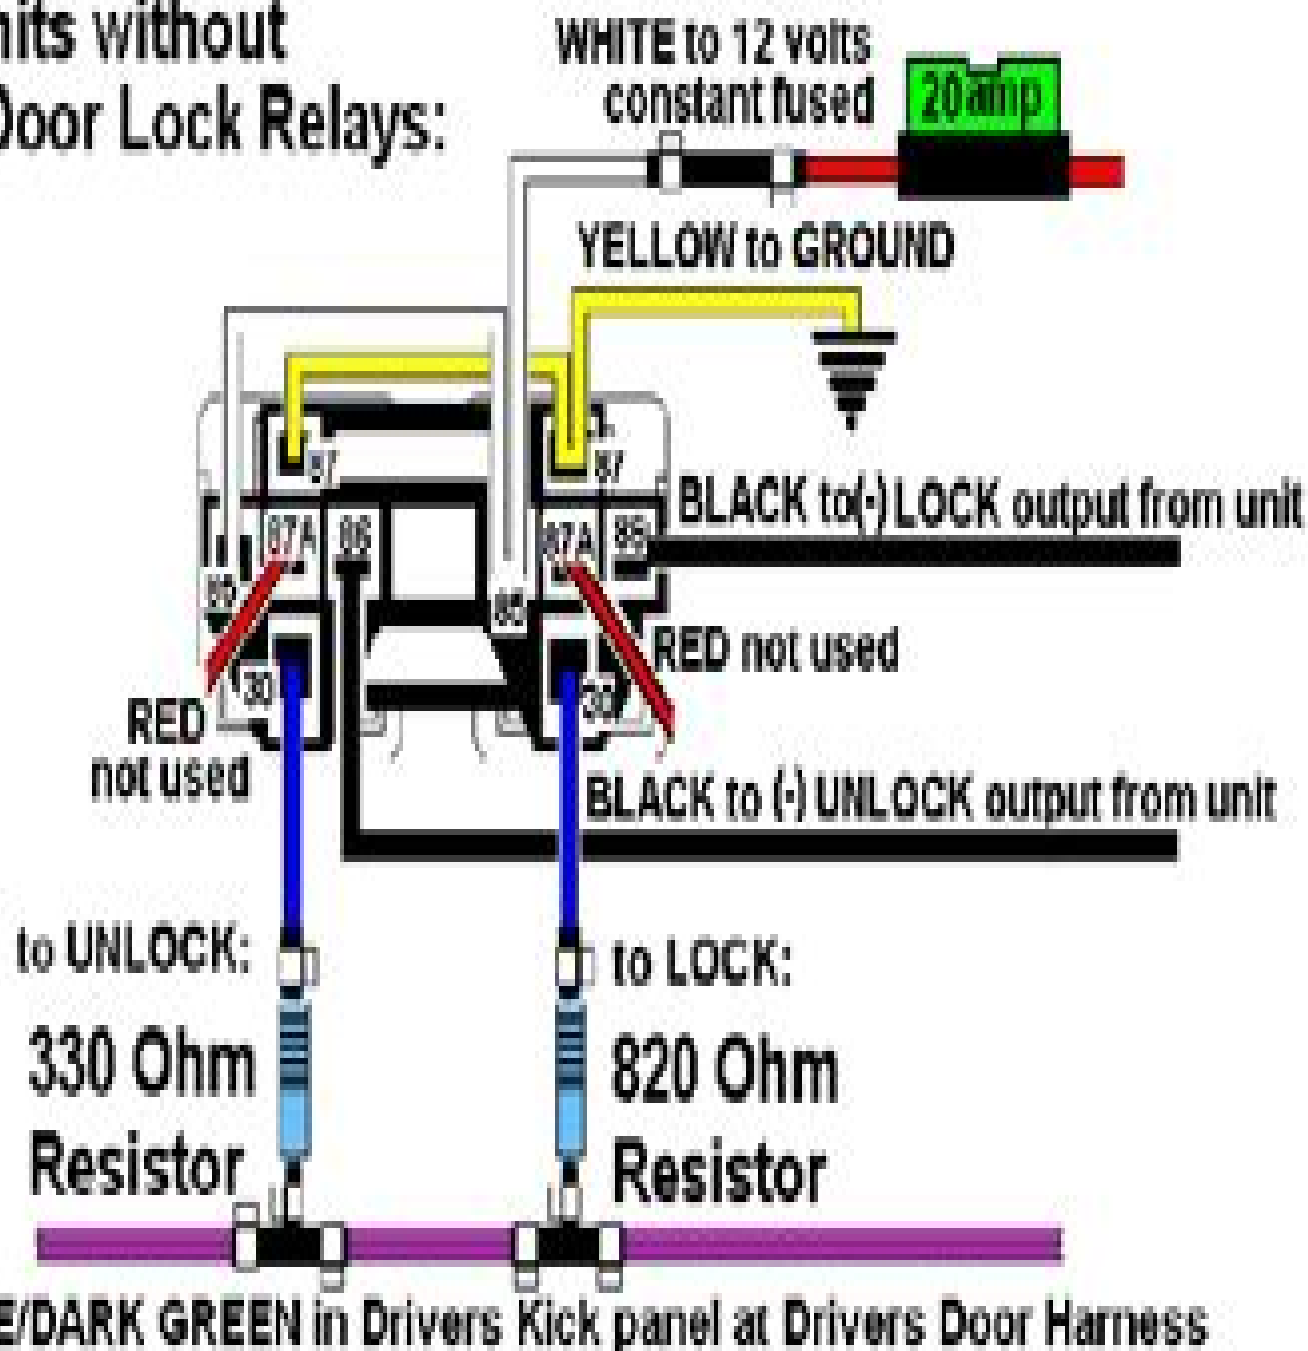 nits without
Door Lock Relays:
WHITE to 12 volts
constant fused
20 amp
YELLOW to GROUND
87
87
BLACK to(-) LOCK output from unit
87A
86
87A
85
RED not used
30
30
RED
not used
BLACK to (-) UNLOCK output from unit
to UNLOCK:
to LOCK:
330 Ohm
Resistor
820 Ohm
Resistor
E/DARK GREEN in Drivers Kick panel at Drivers Door Harness